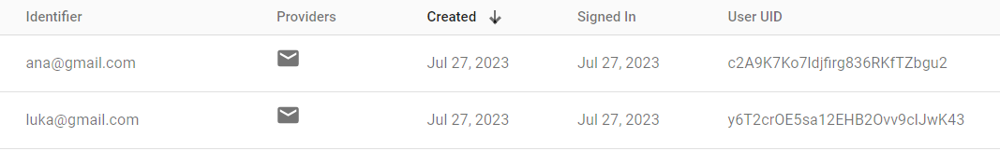 Identifier Providers Created Signed In User UID
ana@gmail.com Jul 27, 2023 Jul 27, 2023 c2A9K7Ko7ldjfirg836RKfTZbgu2
luka@gmail.com Jul 27, 2023 Jul 27, 2023 y6T2crOE5sa12EHB2Ovv9clJwK43